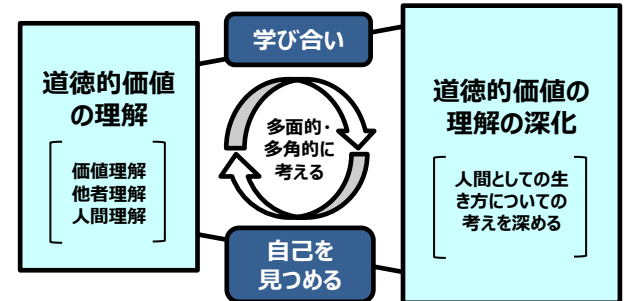 道徳的価値
の理解
価値理解
他者理解
人間理解
学び合い
多面的・
多角的に
考える
自己を
見つめる
道徳的価値の
理解の深化
人間としての生
き方についての
考えを深める